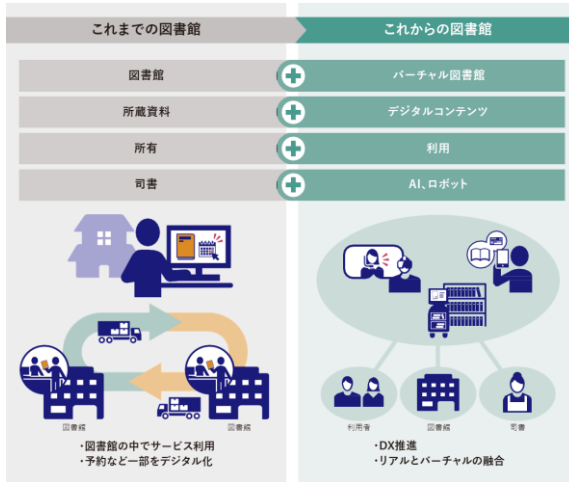 これまでの図書館
これからの図書館
図書館
バーチャル図書館
所蔵資料
デジタルコンテンツ
所有
利用
司書
AI、ロボット
図書館
図書館
・図書館の中でサービス利用
・予約など一部をデジタル化
利用者
図書館
司書
・DX推進
・リアルとバーチャルの融合